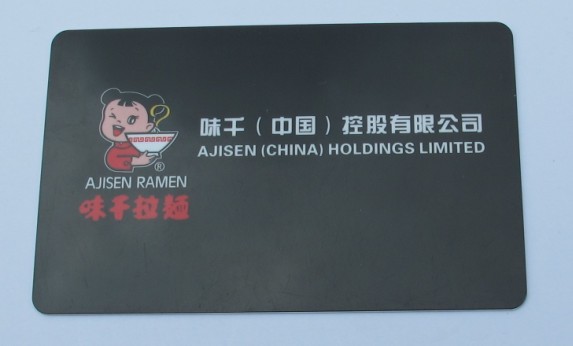 味千（中国）控股有限公司
AJISEN (CHINA) HOLDINGS LIMITED
®
AJISEN RAMEN
味千拉麺